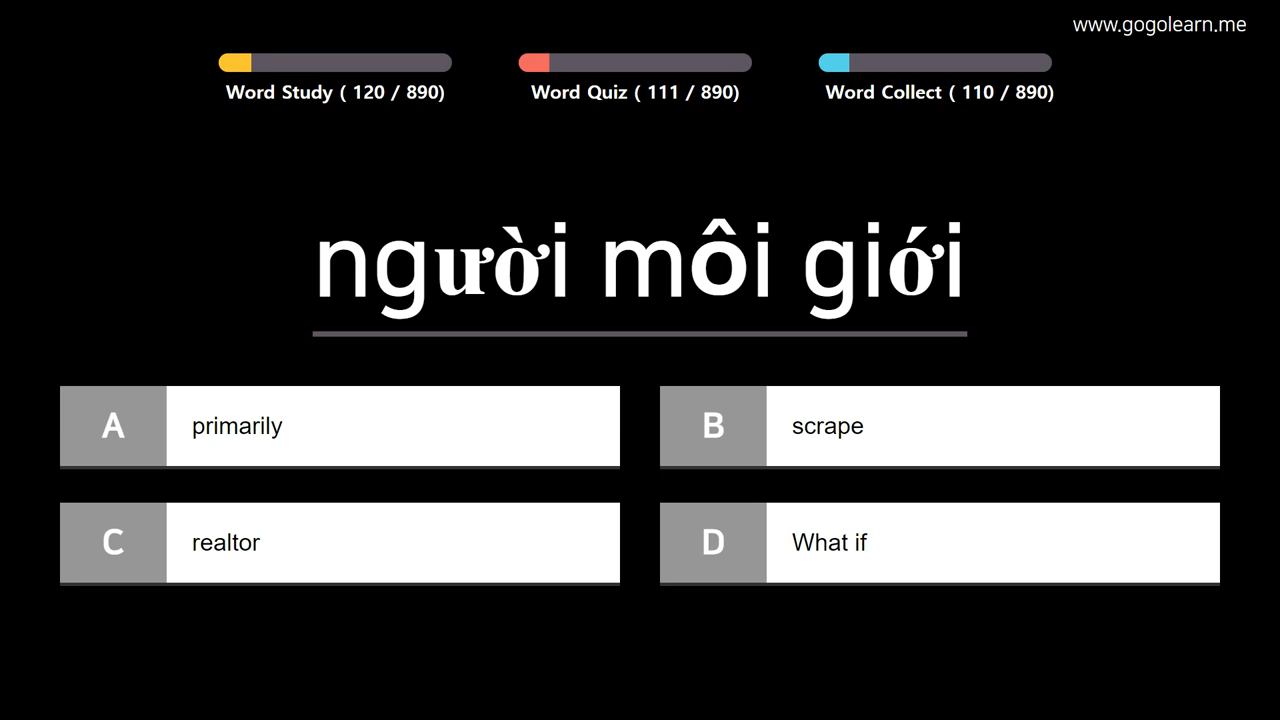 www.gogolearn.me
Word Study ( 120 / 890)
Word Quiz ( 111 / 890)
Word Collect ( 110 / 890)
người môi giới
A primarily
B scrape
C realtor
D What if